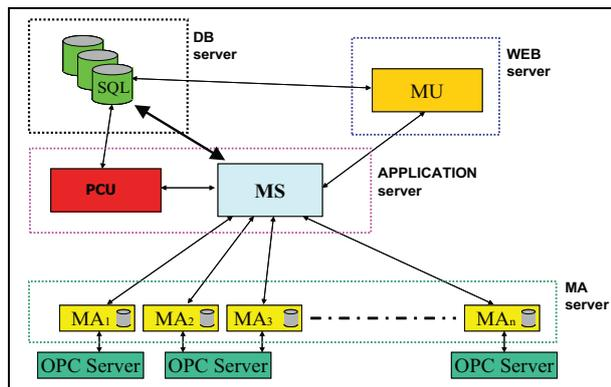 DB
server
SQL
WEB
server
MU
APPLICATION
server
PCU
MS
MA
server
MA1
MA2
MA3
MAn
OPC Server
OPC Server
OPC Server